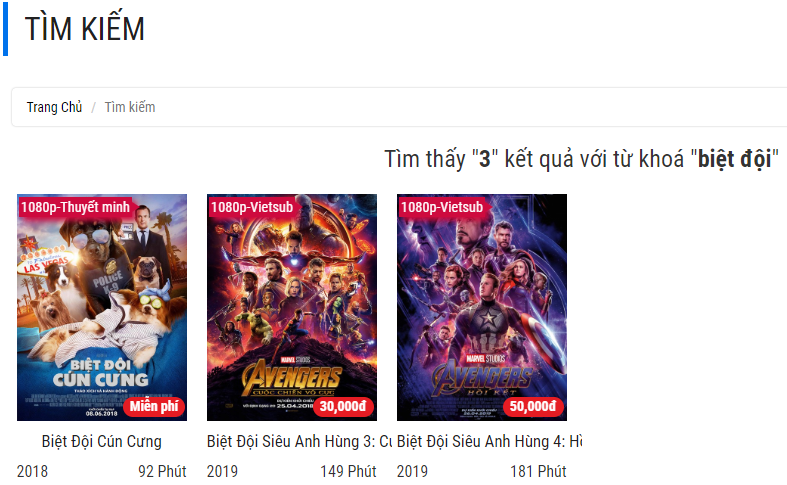 TÌM KIẾM
Trang Chủ / Tìm kiếm
Tìm thấy "3" kết quả với từ khoá "biệt đội"
1080p-Thuyết minh
LAS VEGAS
POLICE
K-9
BIỆT ĐỘI
CÚN CƯNG
08.06.2018
Miễn phí
Biệt Đội Cún Cưng
2018 92 Phút
1080p-Vietsub
MARVEL STUDIOS
AVENGERS
CUỘC CHIẾN VÔ CỰC
25.04.2018
30,000đ
Biệt Đội Siêu Anh Hùng 3: Cu
2019 149 Phút
1080p-Vietsub
MARVEL STUDIOS
AVENGERS
HỒI KẾT
50,000đ
Biệt Đội Siêu Anh Hùng 4: Hồ
2019 181 Phút